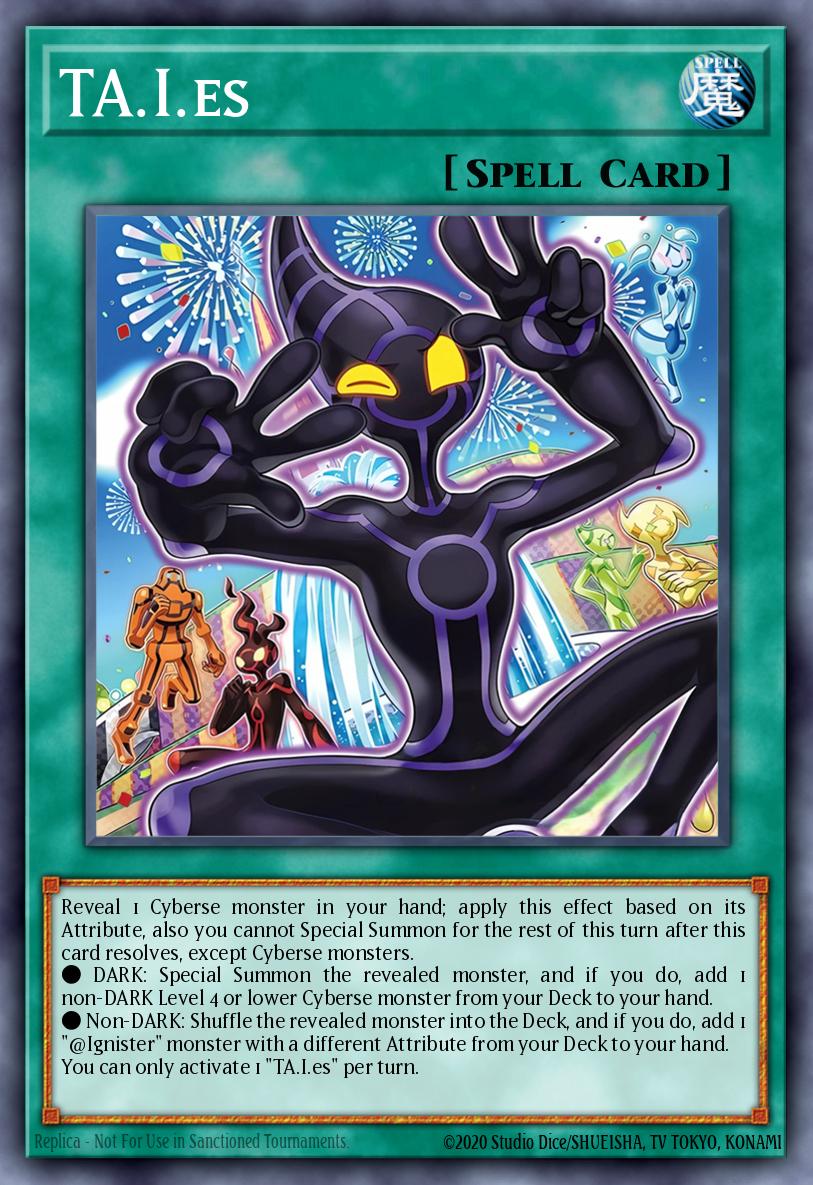 TA.I.ES
SPELL
魔
[SPELL CARD]
Reveal 1 Cyberse monster in your hand; apply this effect based on its
Attribute, also you cannot Special Summon for the rest of this turn after this
card resolves, except Cyberse monsters.
● DARK: Special Summon the revealed monster, and if you do, add 1
non-DARK Level 4 or lower Cyberse monster from your Deck to your hand.
● Non-DARK: Shuffle the revealed monster into the Deck, and if you do, add 1
"@Ignister" monster with a different Attribute from your Deck to your hand.
You can only activate 1 "TA.I.es" per turn.
Replica - Not For Use in Sanctioned Tournaments.
©2020 Studio Dice/SHUEISHA, TV TOKYO, KONAMI